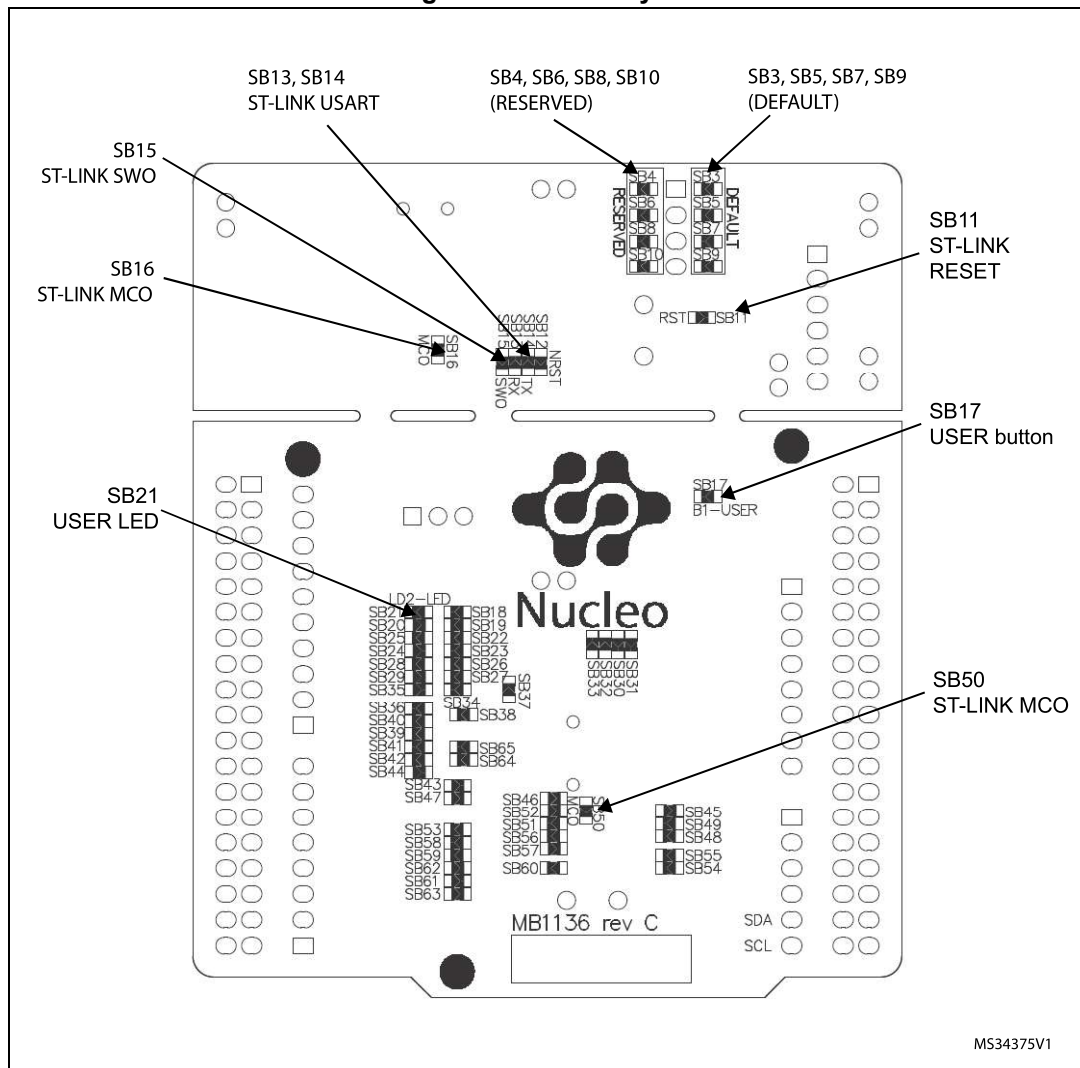 SB13, SB14
ST-LINK USART
SB4, SB6, SB8, SB10
(RESERVED)
SB3, SB5, SB7, SB9
(DEFAULT)
SB15
ST-LINK SWO
SB16
ST-LINK MCO
SB11
ST-LINK
RESET
SB4
SB6
SB8
SB10
RESERVED
SB3
SB5
SB7
SB9
DEFAULT
RST
SB11
MCO
SB16
SB15
SB13
SB14
SB12
SWO
RX
TX
NRST
SB17
USER button
SB17
B1-USER
SB21
USER LED
Nucleo
LD2-LED
SB21
SB20
SB25
SB24
SB28
SB29
SB35
SB18
SB19
SB22
SB23
SB26
SB27
SB37
SB34
SB38
SB33
SB32
SB30
SB31
SB36
SB40
SB39
SB41
SB42
SB44
SB65
SB64
SB43
SB47
SB50
ST-LINK MCO
SB46
SB52
SB51
SB56
SB57
SB60
MCO
SB50
SB45
SB49
SB48
SB55
SB54
SB53
SB58
SB59
SB62
SB61
SB63
MB1136 rev C
SDA
SCL
MS34375V1